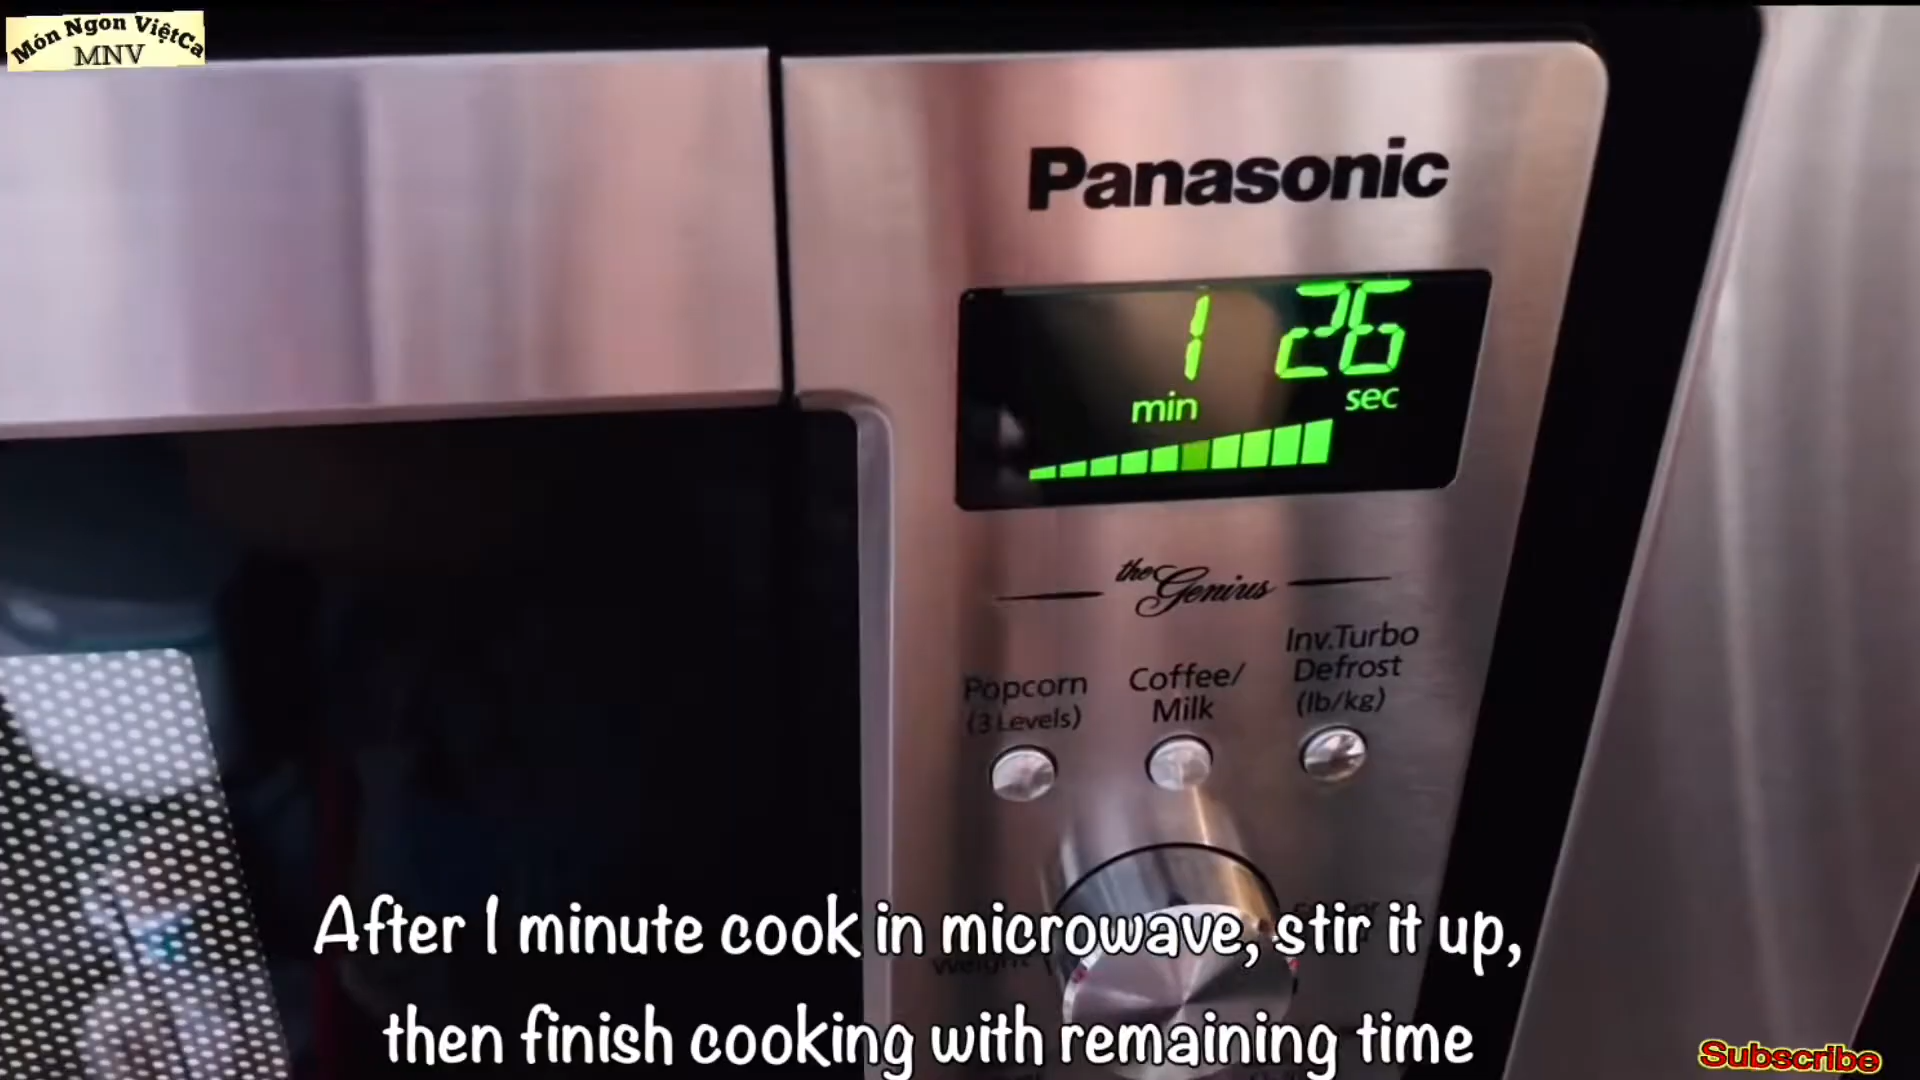 Món Ngon ViệtCa
MNV
Panasonic
1 26
min sec
the Genius
Popcorn
(3 Levels)
Coffee/
Milk
Inv.Turbo
Defrost
(lb/kg)
Weight
After 1 minute cook in microwave, stir it up,
then finish cooking with remaining time
Subscribe